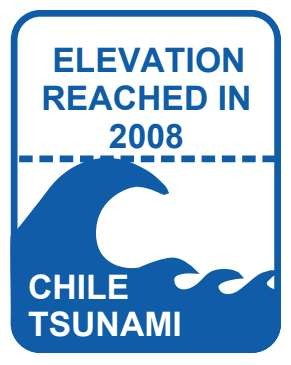 ELEVATION
REACHED IN
2008
CHILE
TSUNAMI